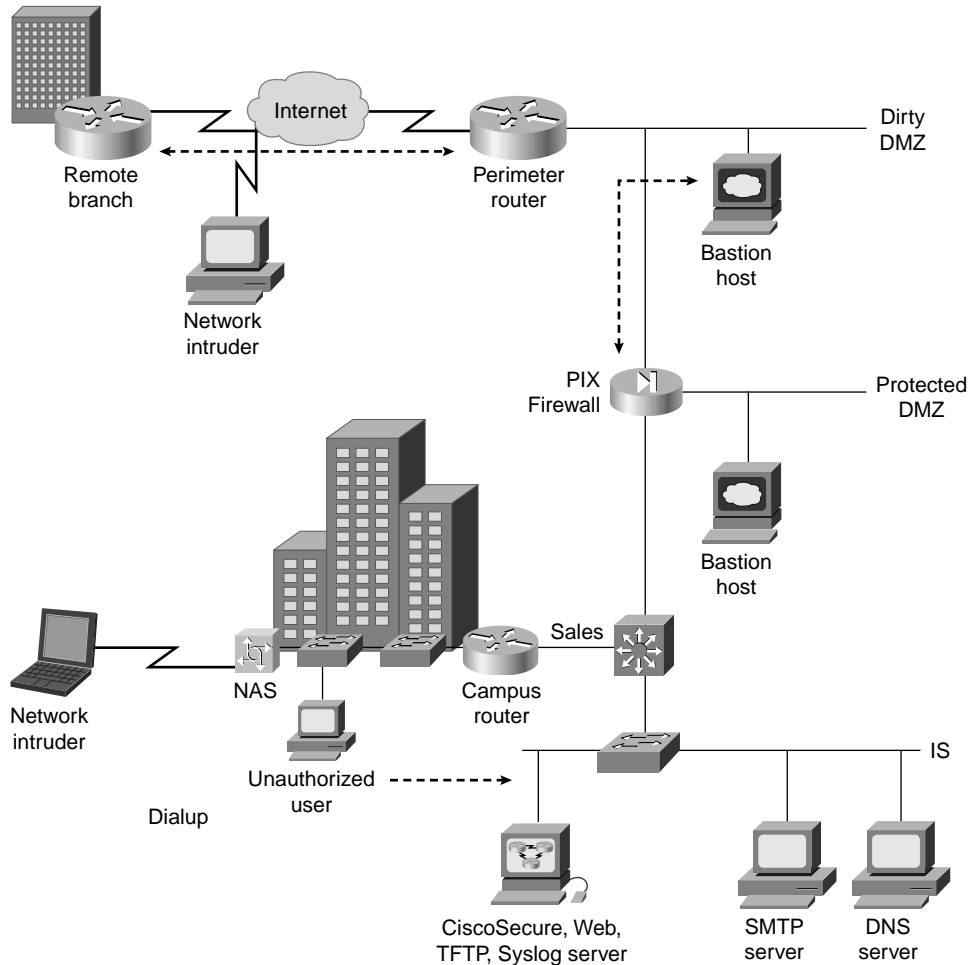 Internet
Dirty
DMZ
Remote
branch
Perimeter
router
Bastion
host
Network
intruder
PIX
Firewall
Protected
DMZ
Bastion
host
Sales
NAS
Campus
router
Network
intruder
IS
Unauthorized
user
Dialup
CiscoSecure, Web,
TFTP, Syslog server
SMTP
server
DNS
server